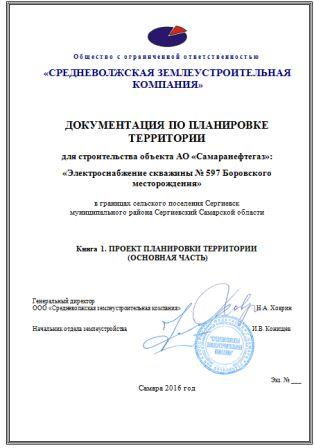 Общество с ограниченной ответственностью
«СРЕДНЕВОЛЖСКАЯ ЗЕМЛЕУСТРОИТЕЛЬНАЯ
КОМПАНИЯ»
ДОКУМЕНТАЦИЯ ПО ПЛАНИРОВКЕ
ТЕРРИТОРИИ
для строительства объекта АО «Самаранефтегаз»:
«Электроснабжение скважины № 597 Боровского
месторождения»
в границах сельского поселения Сергиевск
муниципального района Сергиевский Самарской области
Книга 1. ПРОЕКТ ПЛАНИРОВКИ ТЕРРИТОРИИ
(ОСНОВНАЯ ЧАСТЬ)
Генеральный директор
ООО «Средневолжская землеустроительная компания» Н.А. Ховрин
Начальник отдела землеустройства И.В. Конищев
Самара 2016 год
Экз. № ___